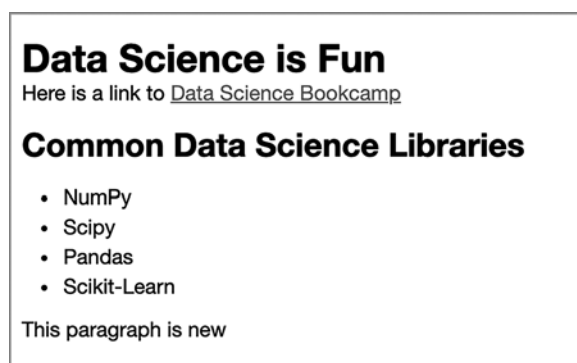 Data Science is Fun
Here is a link to Data Science Bookcamp
Common Data Science Libraries
• NumPy
• Scipy
• Pandas
• Scikit-Learn
This paragraph is new